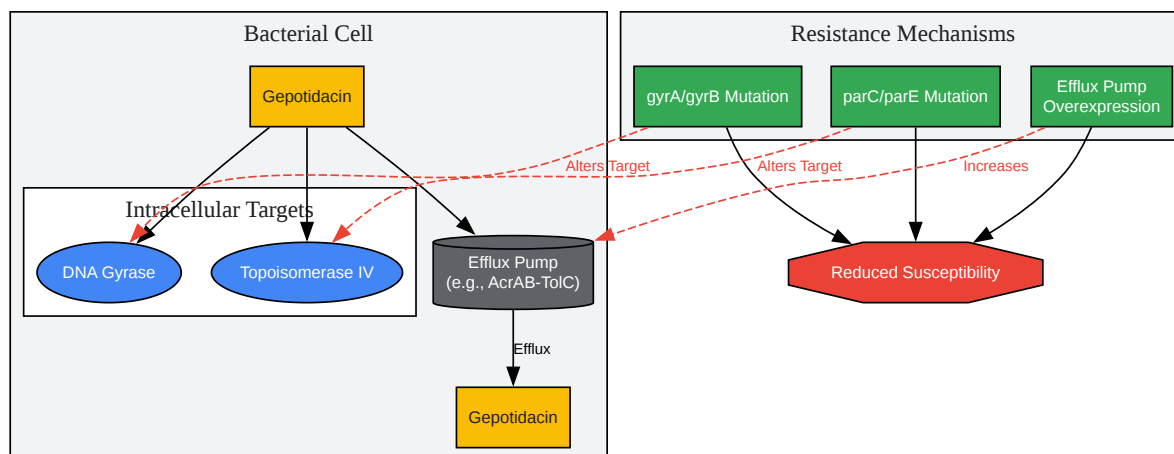 Bacterial Cell
Resistance Mechanisms
Gepotidacin
gyrA/gyrB Mutation
parC/parE Mutation
Efflux Pump
Overexpression
Alters Target
Alters Target
Increases
Intracellular Targets
DNA Gyrase
Topoisomerase IV
Efflux Pump
(e.g., AcrAB-TolC)
Reduced Susceptibility
Efflux
Gepotidacin